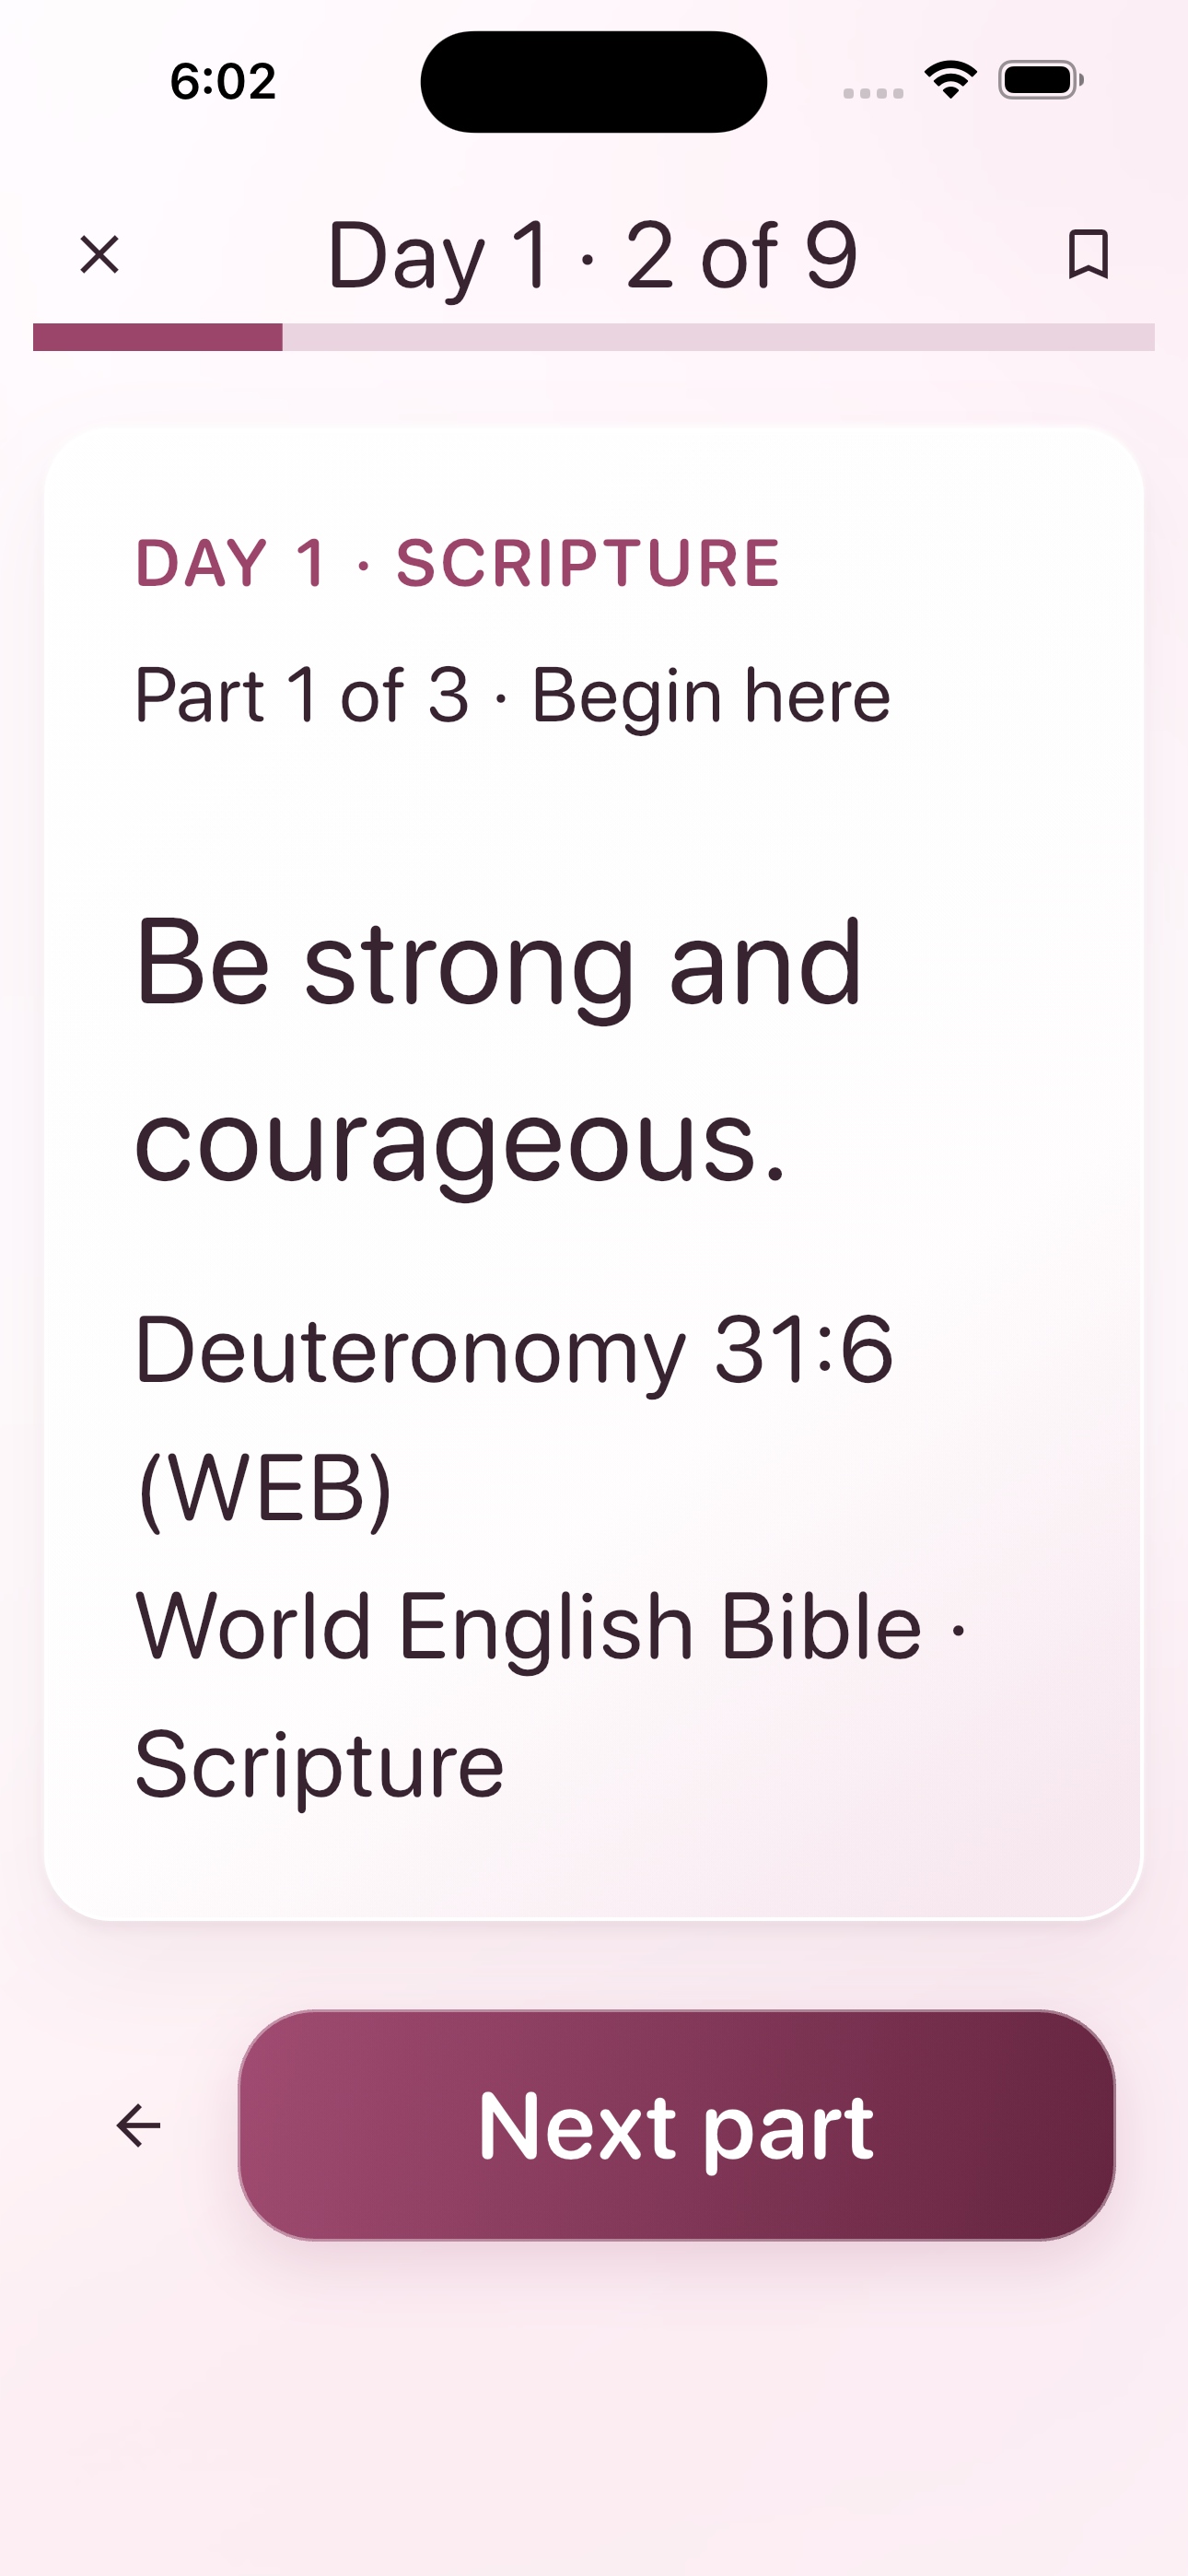 6:02
Day 1 · 2 of 9
DAY 1 · SCRIPTURE
Part 1 of 3 · Begin here
Be strong and
courageous.
Deuteronomy 31:6
(WEB)
World English Bible ·
Scripture
Next part